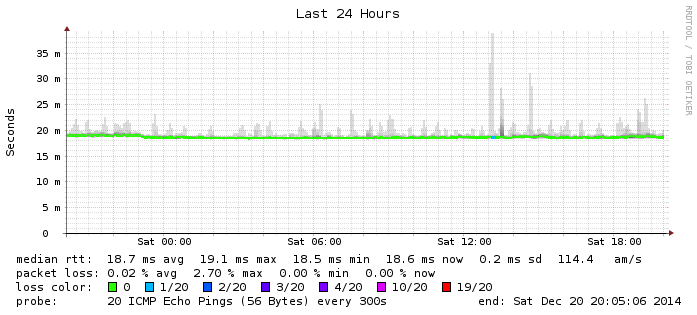 Last 24 Hours
RRDTOOL / TOBI OETIKER
Seconds
35 m
30 m
25 m
20 m
15 m
10 m
5 m
0
Sat 00:00 Sat 06:00 Sat 12:00 Sat 18:00
median rtt: 18.7 ms avg 19.1 ms max 18.5 ms min 18.6 ms now 0.2 ms sd 114.4 am/s
packet loss: 0.02 % avg 2.70 % max 0.00 % min 0.00 % now
loss color: 0 1/20 2/20 3/20 4/20 10/20 19/20
probe: 20 ICMP Echo Pings (56 Bytes) every 300s end: Sat Dec 20 20:05:06 2014